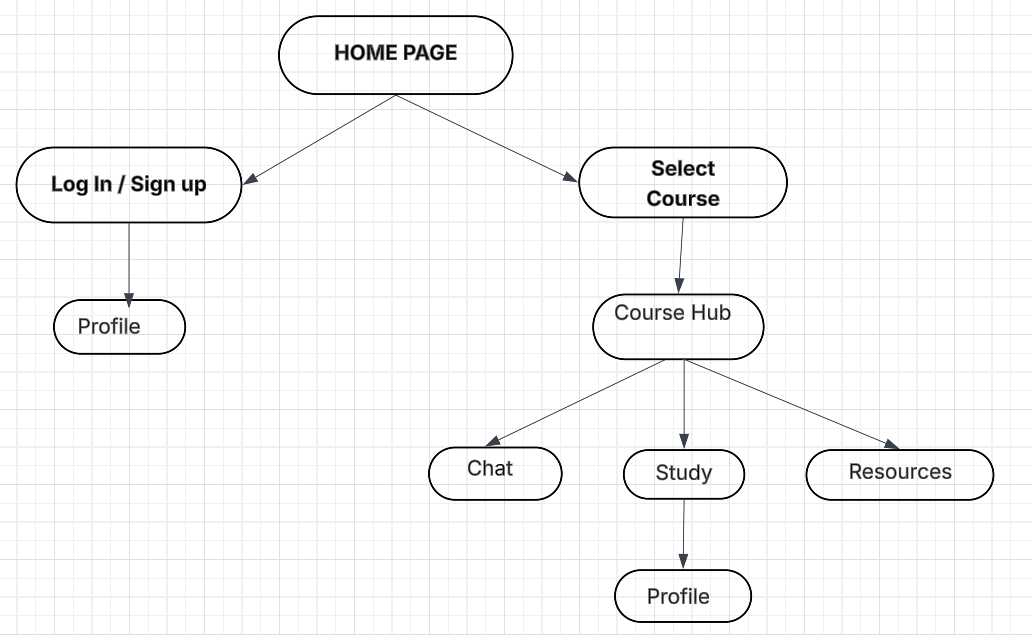 HOME PAGE
Log In / Sign up
Select
Course
Profile
Course Hub
Chat
Study
Resources
Profile